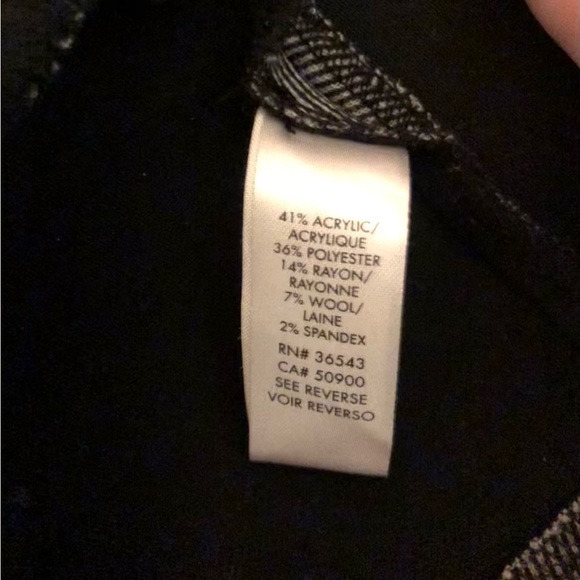 41% ACRYLIC/
ACRYLIQUE
36% POLYESTER
14% RAYON/
RAYONNE
7% WOOL/
LAINE
2% SPANDEX
RN# 36543
CA# 50900
SEE REVERSE
VOIR REVERSO